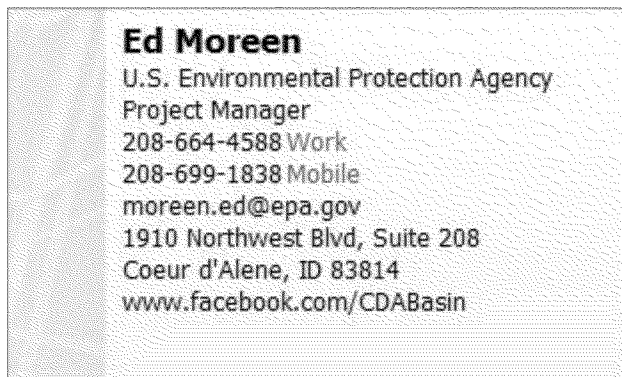 Ed Moreen
U.S. Environmental Protection Agency
Project Manager
208-664-4588 Work
208-699-1838 Mobile
moreen.ed@epa.gov
1910 Northwest Blvd, Suite 208
Coeur d'Alene, ID 83814
www.facebook.com/CDABasin